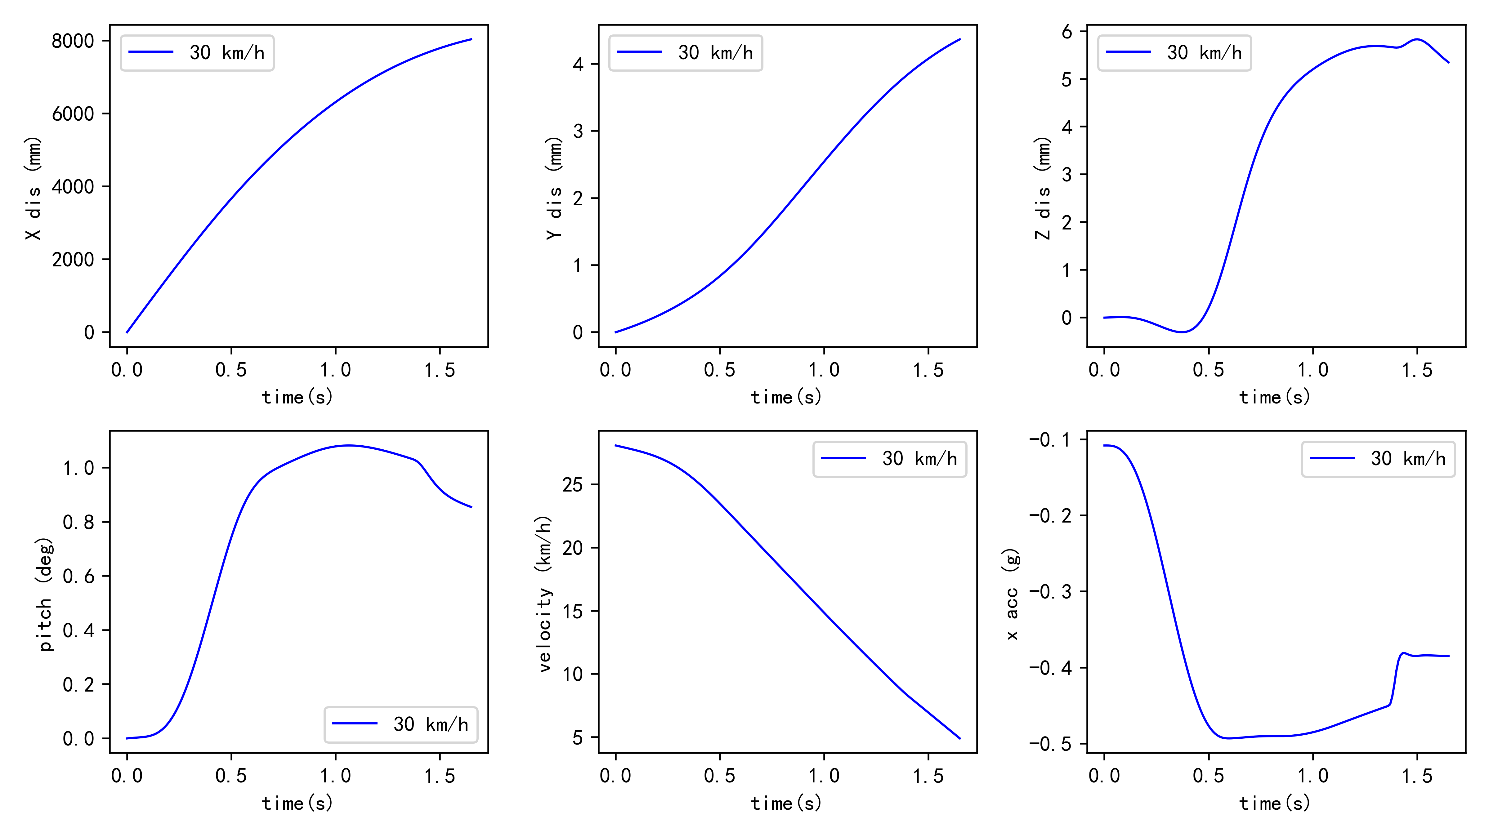 30 km/h
X dis (mm)
8000
6000
4000
2000
0
0.0 0.5 1.0 1.5
time(s)
30 km/h
Y dis (mm)
4
3
2
1
0
0.0 0.5 1.0 1.5
time(s)
30 km/h
Z dis (mm)
6
5
4
3
2
1
0
0.0 0.5 1.0 1.5
time(s)
30 km/h
pitch (deg)
1.0
0.8
0.6
0.4
0.2
0.0
0.0 0.5 1.0 1.5
time(s)
30 km/h
velocity (km/h)
25
20
15
10
5
0.0 0.5 1.0 1.5
time(s)
30 km/h
x acc (g)
−0.1
−0.2
−0.3
−0.4
−0.5
0.0 0.5 1.0 1.5
time(s)